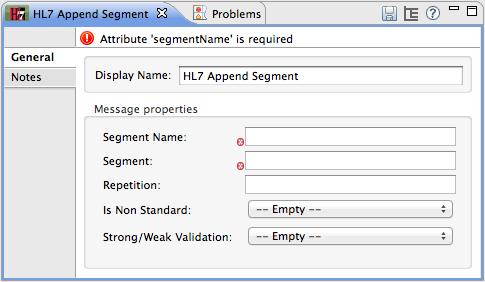 H7 HL7 Append Segment Problems
Attribute 'segmentName' is required
General
Notes
Display Name: HL7 Append Segment
Message properties
Segment Name:
Segment:
Repetition:
Is Non Standard: -- Empty --
Strong/Weak Validation: -- Empty --